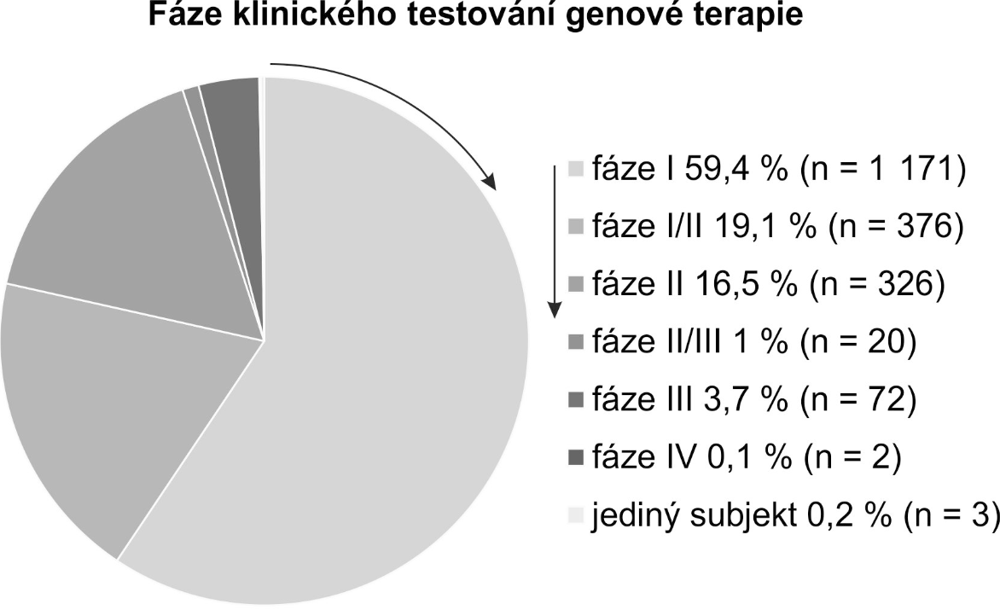 Fáze klinického testování genové terapie
fáze I 59,4 % (n = 1 171)
fáze I/II 19,1 % (n = 376)
fáze II 16,5 % (n = 326)
fáze II/III 1 % (n = 20)
fáze III 3,7 % (n = 72)
fáze IV 0,1 % (n = 2)
jediný subjekt 0,2 % (n = 3)